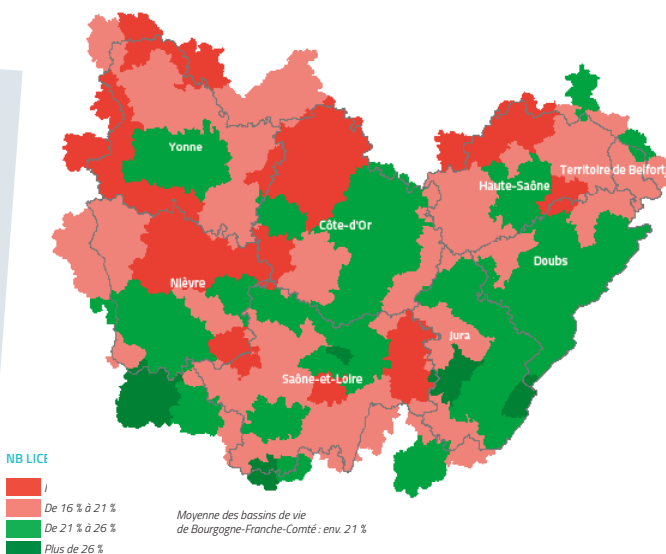 Yonne
Territoire de Belfort
Haute-Saône
Côte-d'Or
Doubs
Nièvre
Jura
Saône-et-Loire
NB
De 16 % à 21 %
De 21 % à 26 %
Plus de 26 %
Moyenne des bassins de vie
de Bourgogne-Franche-Comté : env. 21 %